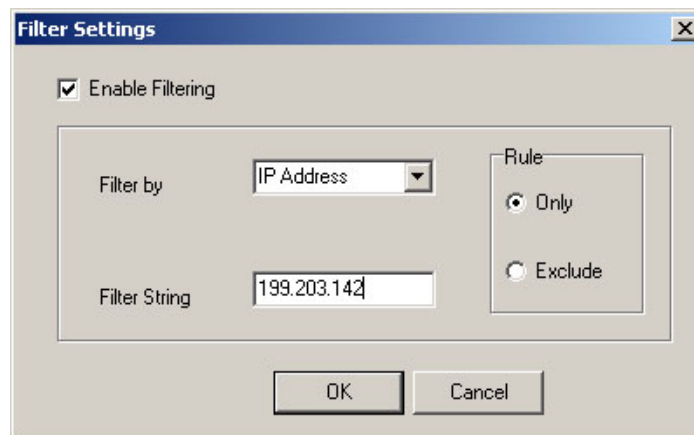 Filter Settings
Enable Filtering
Filter by
IP Address
Rule
Only
Exclude
Filter String
199.203.142
OK
Cancel